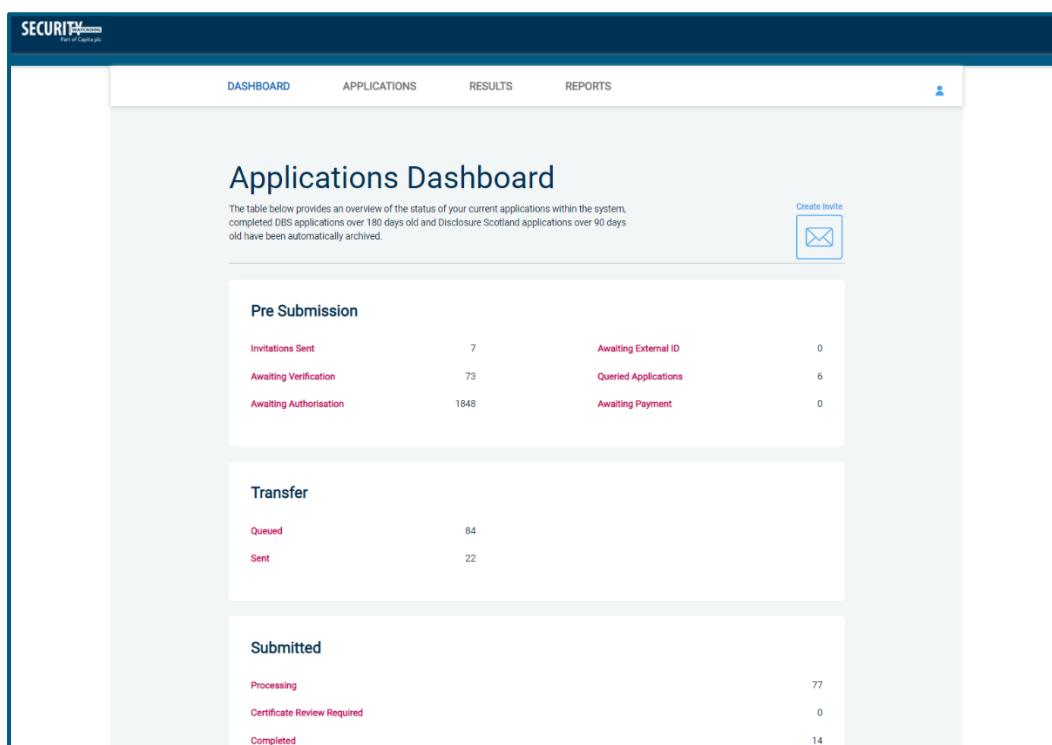 SECURITY WATCHDOG
Part of Capita plc
DASHBOARD APPLICATIONS RESULTS REPORTS
Applications Dashboard
The table below provides an overview of the status of your current applications within the system,
completed DBS applications over 180 days old and Disclosure Scotland applications over 90 days
old have been automatically archived.
Create Invite
Pre Submission
Invitations Sent 7 Awaiting External ID 0
Awaiting Verification 73 Queried Applications 6
Awaiting Authorisation 1848 Awaiting Payment 0
Transfer
Queued 84
Sent 22
Submitted
Processing 77
Certificate Review Required 0
Completed 14